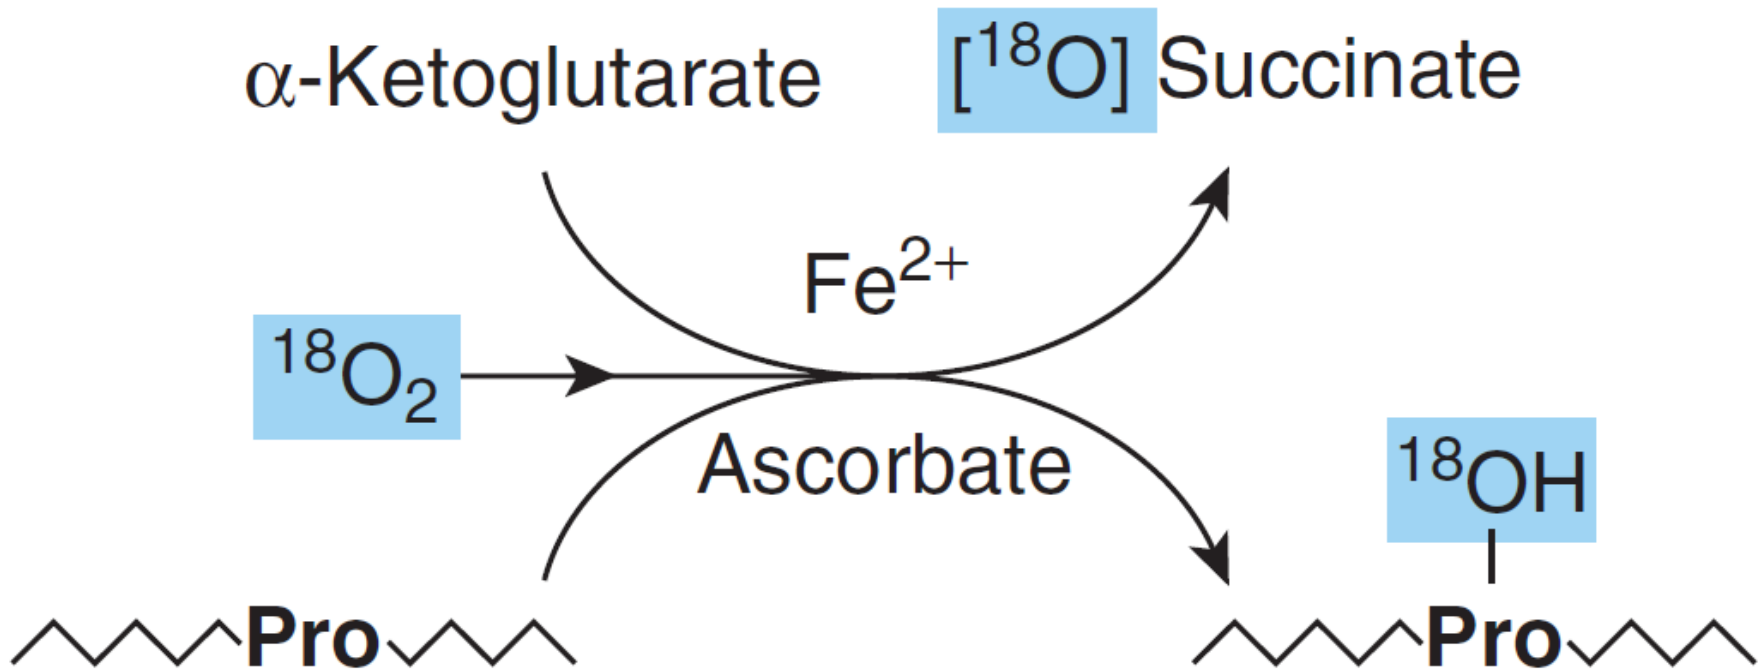 α-Ketoglutarate
[¹⁸O] Succinate
Fe²⁺
¹⁸O₂
Ascorbate
¹⁸OH
Pro
Pro